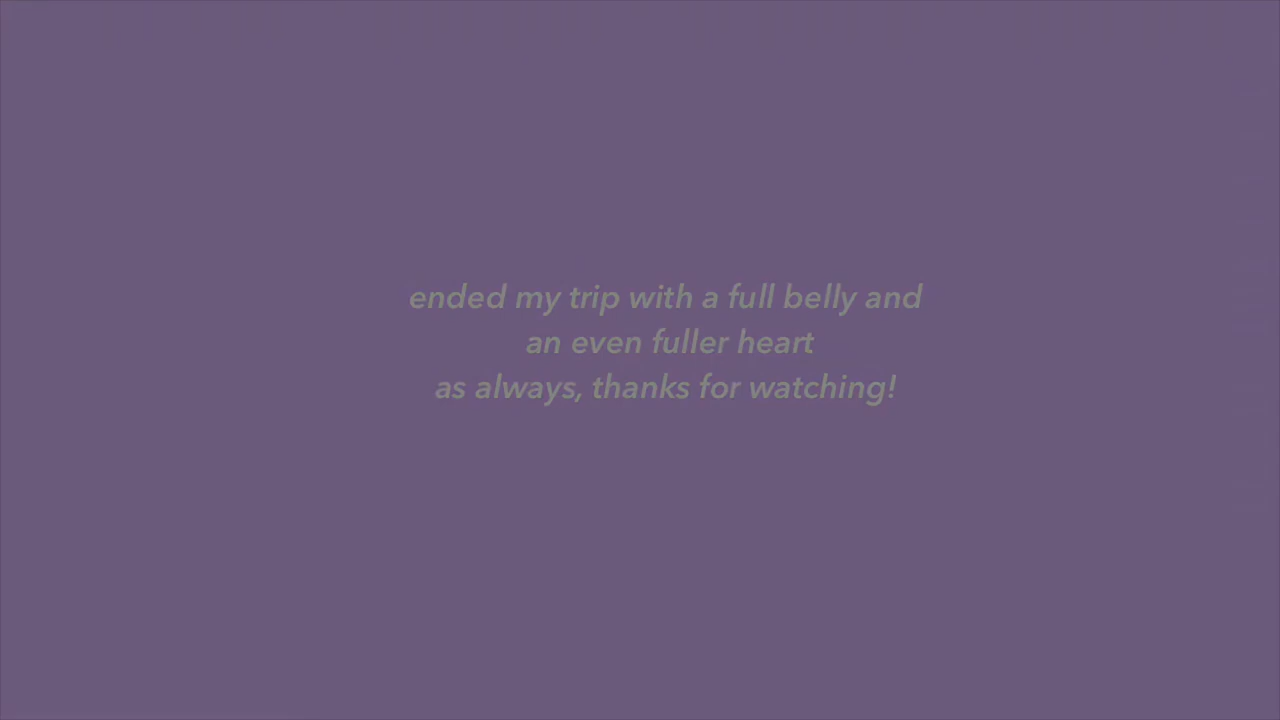 ended my trip with a full belly and
an even fuller heart
as always, thanks for watching!